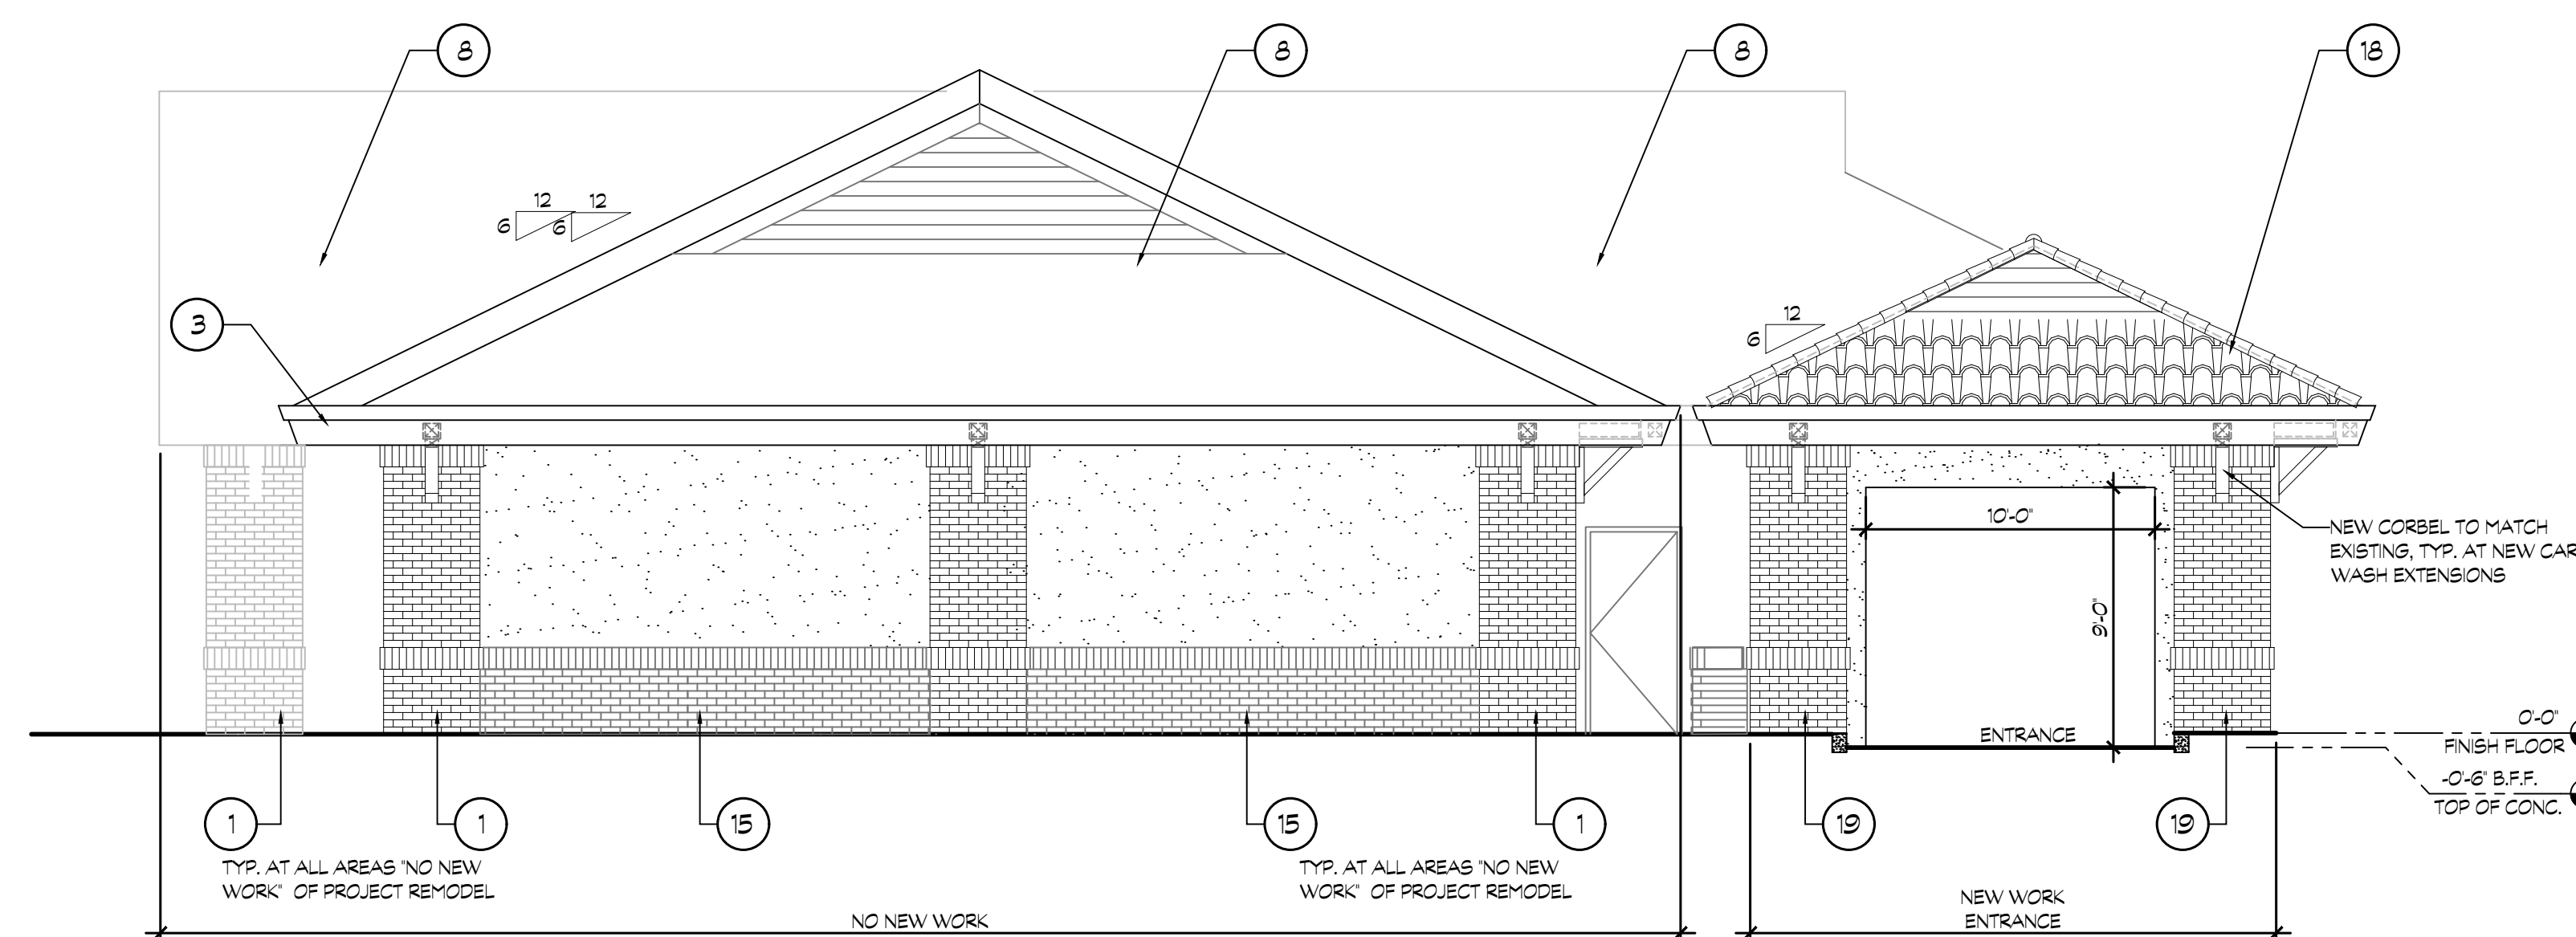 8
8
8
18
12
12
6
6
3
12
6
10'-0"
9'-0"
NEW CORBEL TO MATCH
EXISTING, TYP. AT NEW CAR
WASH EXTENSIONS
ENTRANCE
0'-0"
FINISH FLOOR
-0'-6" B.F.F.
TOP OF CONC.
1
1
15
15
1
19
19
TYP. AT ALL AREAS "NO NEW
WORK" OF PROJECT REMODEL
TYP. AT ALL AREAS "NO NEW
WORK" OF PROJECT REMODEL
NO NEW WORK
NEW WORK
ENTRANCE